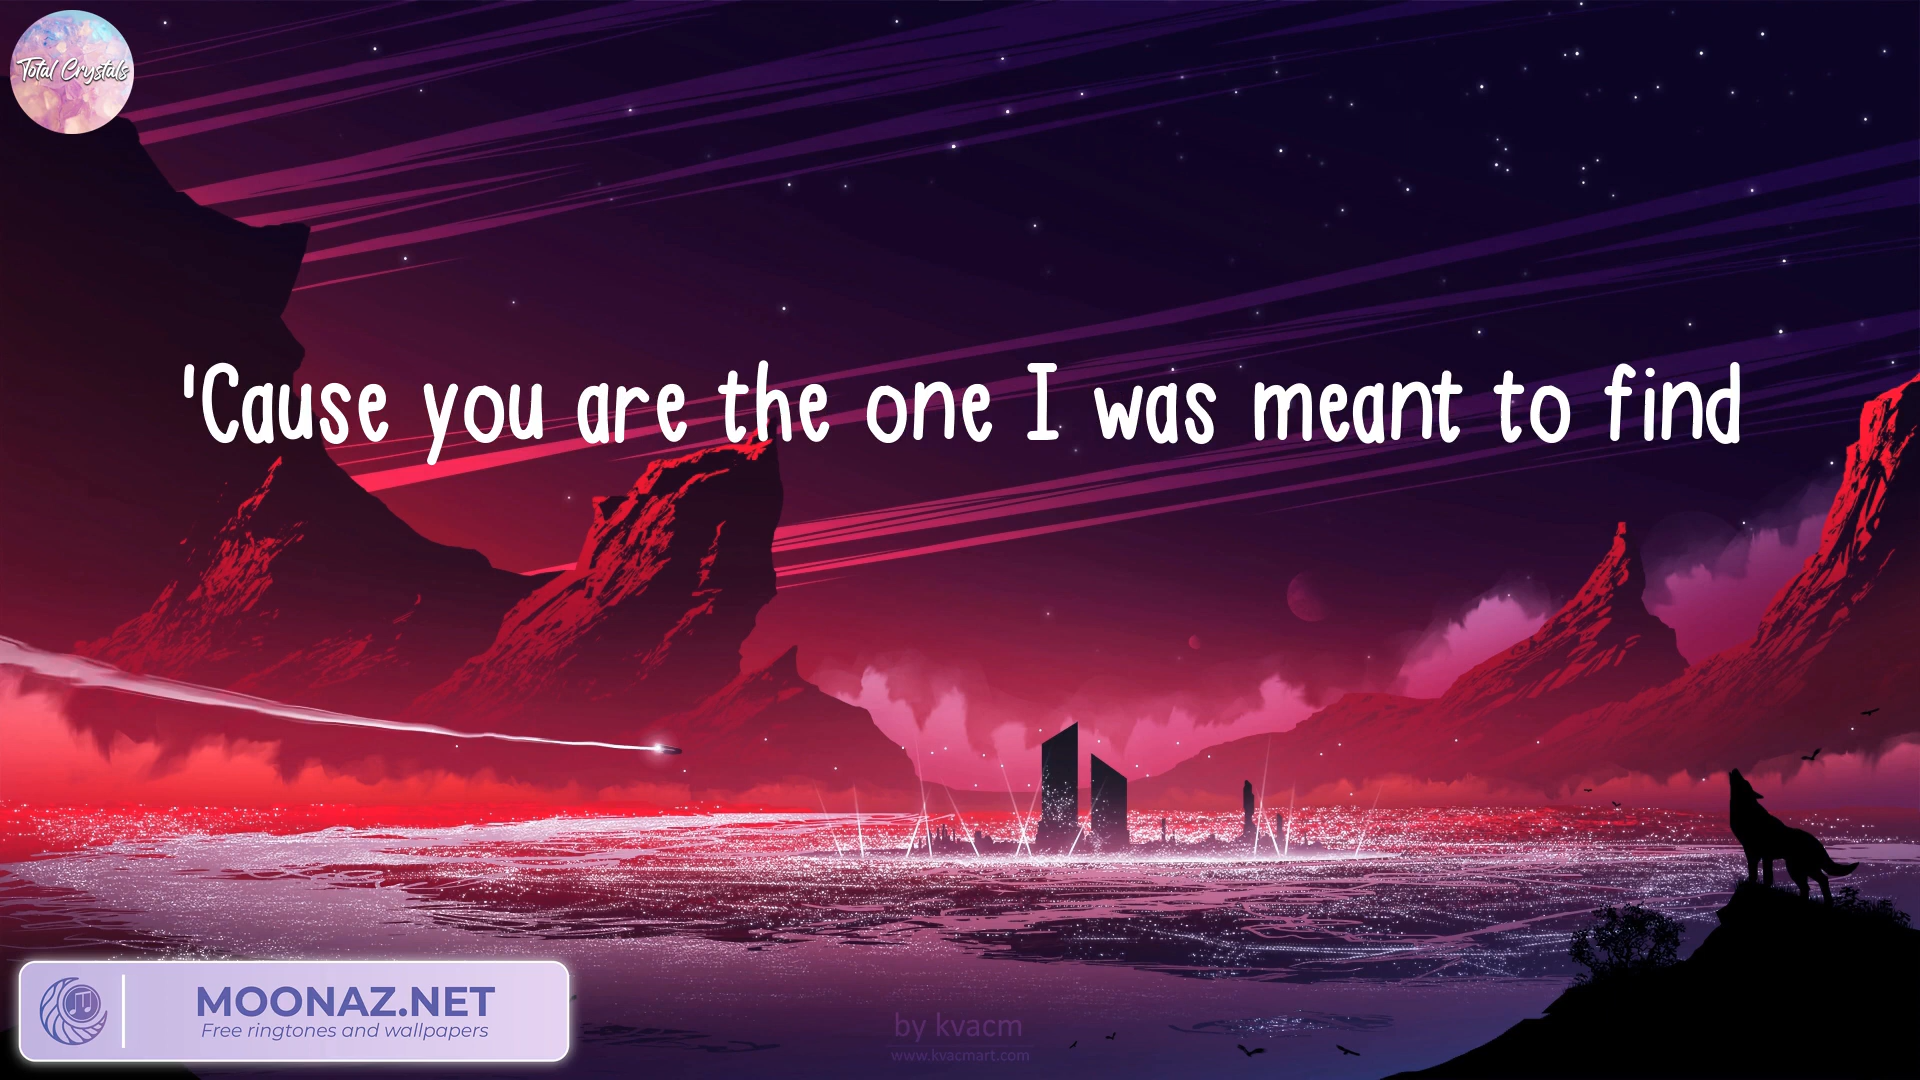 Total Crystals
'Cause you are the one I was meant to find
MOONAZ.NET
Free ringtones and wallpapers
by kvacm
www.kvacmart.com